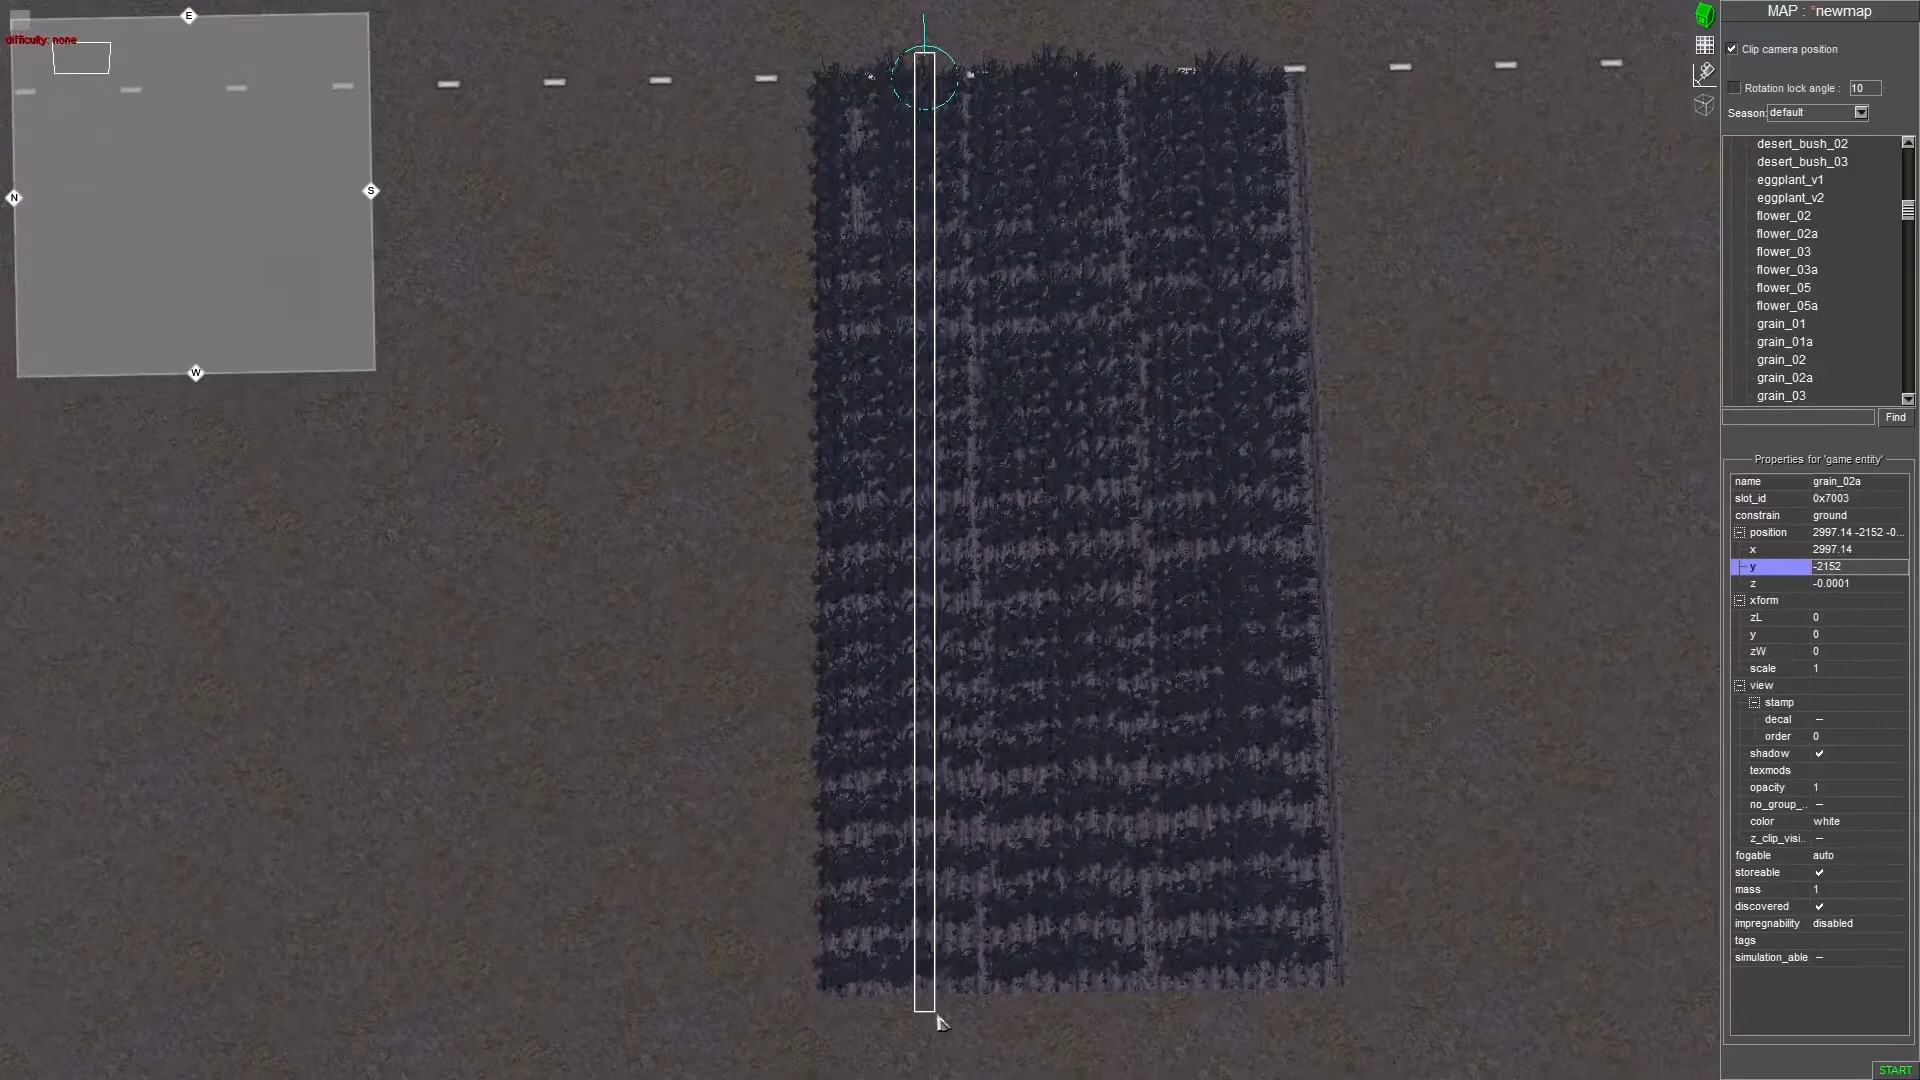 E
difficulty: none
N
S
W
MAP : *newmap
Clip camera position
Rotation lock angle : 10
Season: default
desert_bush_02
desert_bush_03
eggplant_v1
eggplant_v2
flower_02
flower_02a
flower_03
flower_03a
flower_05
flower_05a
grain_01
grain_01a
grain_02
grain_02a
grain_03
Find
Properties for 'game entity'
name grain_02a
slot_id 0x7003
constrain ground
position 2997.14 -2152 -0...
x 2997.14
y -2152
z -0.0001
xform
zL 0
y 0
zW 0
scale 1
view
stamp
decal –
order 0
shadow
texmods
opacity 1
no_group_.. –
color white
z_clip_visi.. –
fogable auto
storeable
mass 1
discovered
impregnability disabled
tags
simulation_able –
START